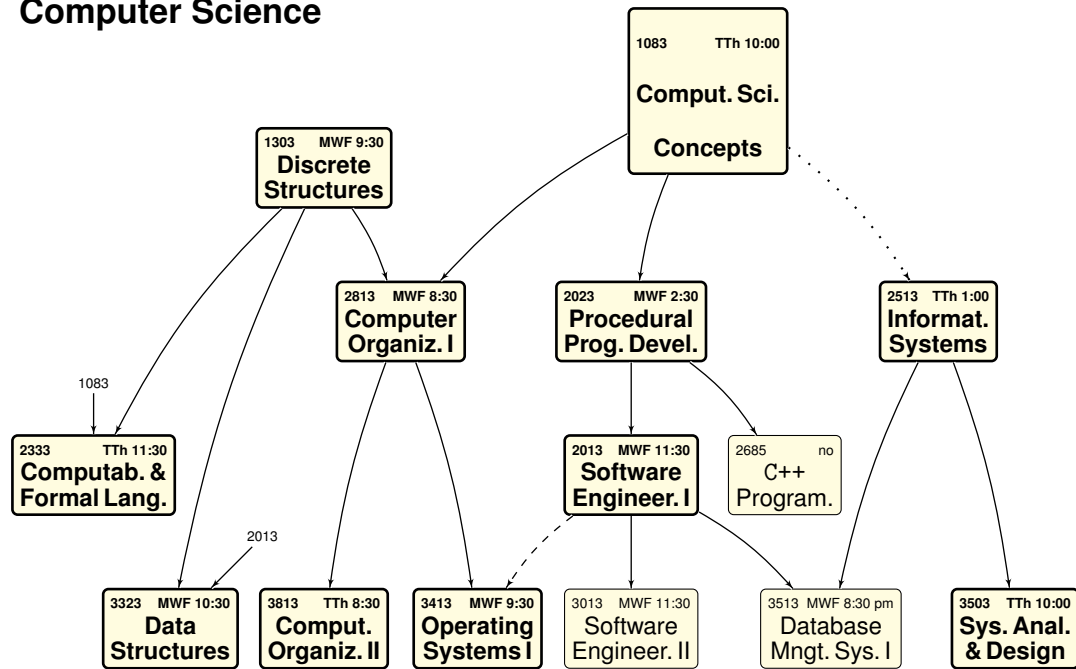 Computer Science
1083 TTh 10:00
Comput. Sci.
Concepts
1303 MWF 9:30
Discrete
Structures
2813 MWF 8:30
Computer
Organiz. I
2023 MWF 2:30
Procedural
Prog. Devel.
2513 TTh 1:00
Informat.
Systems
1083
2333 TTh 11:30
Computab. &
Formal Lang.
2013 MWF 11:30
Software
Engineer. I
2685 no
C++
Program.
2013
3323 MWF 10:30
Data
Structures
3813 TTh 8:30
Comput.
Organiz. II
3413 MWF 9:30
Operating
Systems I
3013 MWF 11:30
Software
Engineer. II
3513 MWF 8:30 pm
Database
Mngt. Sys. I
3503 TTh 10:00
Sys. Anal.
& Design